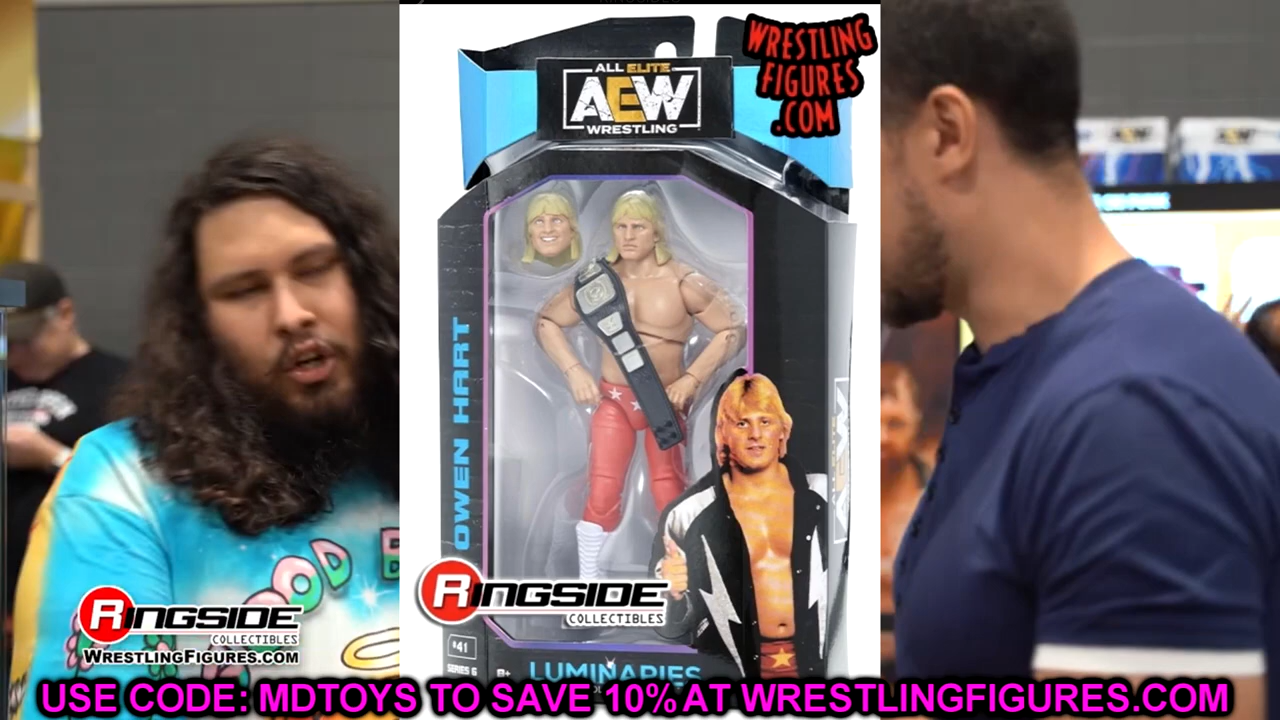 ALL ELITE
AEW
WRESTLING
WRESTLING
FIGURES
.COM
OWEN HART
RINGSIDE
COLLECTIBLES
#41
SERIES 6
8+
LUMINARIES
RINGSIDE
COLLECTIBLES
WRESTLINGFIGURES.COM
USE CODE: MDTOYS TO SAVE 10% AT WRESTLINGFIGURES.COM